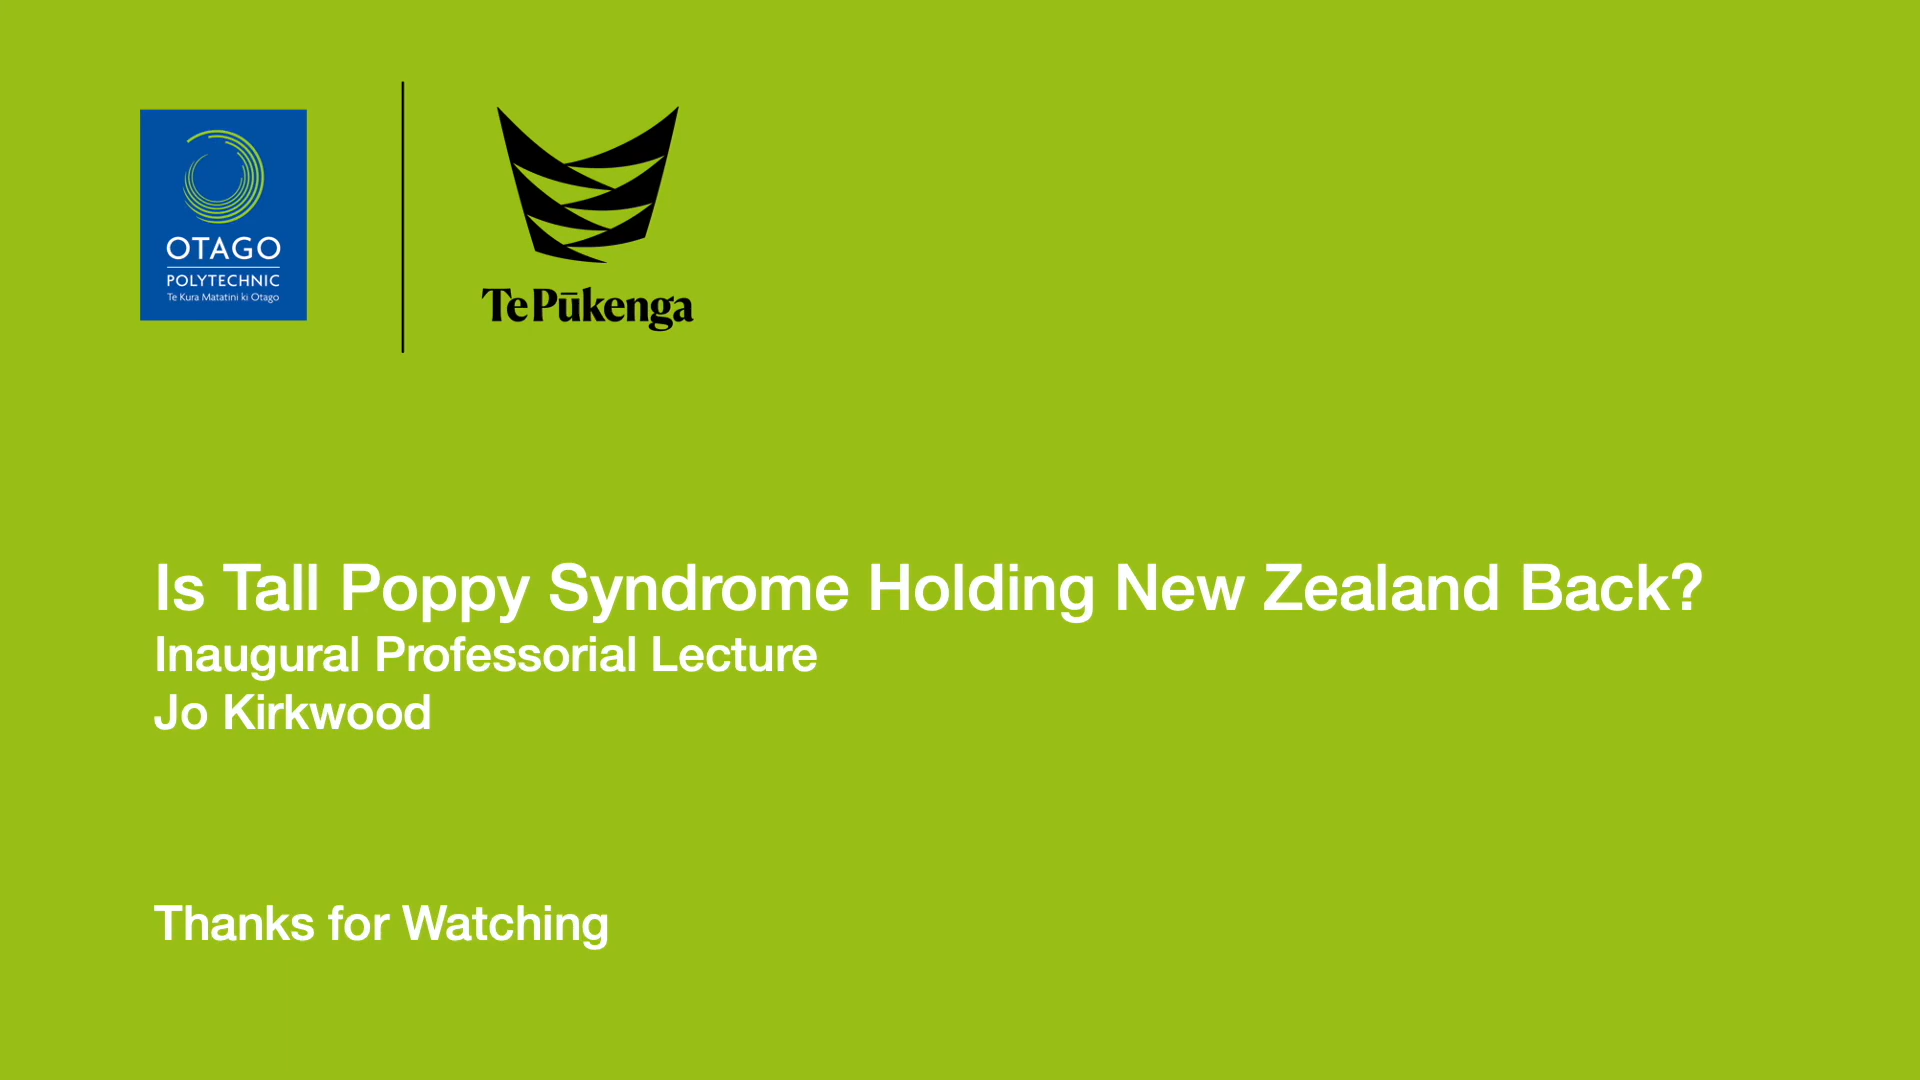 OTAGO
POLYTECHNIC
Te Kura Matatini ki Otago
Te Pūkenga
Is Tall Poppy Syndrome Holding New Zealand Back?
Inaugural Professorial Lecture
Jo Kirkwood
Thanks for Watching